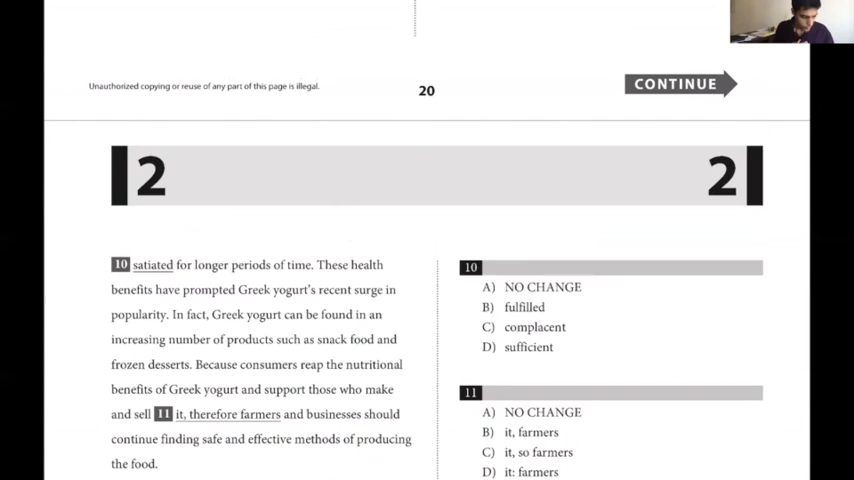 Unauthorized copying or reuse of any part of this page is illegal.
20
CONTINUE
2
2
10 satiated for longer periods of time. These health
benefits have prompted Greek yogurt's recent surge in
popularity. In fact, Greek yogurt can be found in an
increasing number of products such as snack food and
frozen desserts. Because consumers reap the nutritional
benefits of Greek yogurt and support those who make
and sell 11 it, therefore farmers and businesses should
continue finding safe and effective methods of producing
the food.
10
A) NO CHANGE
B) fulfilled
C) complacent
D) sufficient
11
A) NO CHANGE
B) it, farmers
C) it, so farmers
D) it: farmers